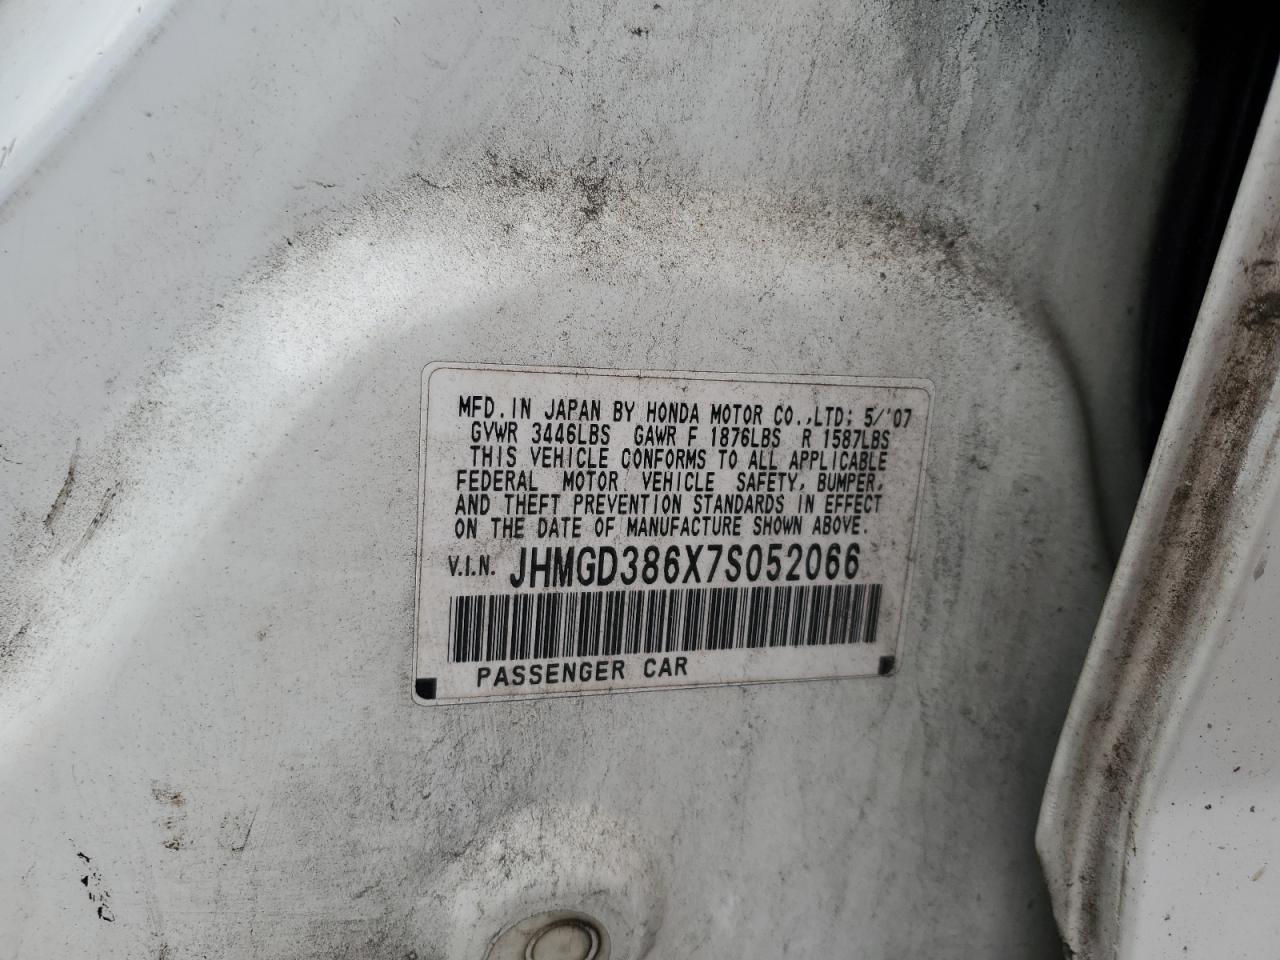 MFD. IN JAPAN BY HONDA MOTOR CO.,LTD; 5/'07
GVWR 3446LBS GAWR F 1876LBS R 1587LBS
THIS VEHICLE CONFORMS TO ALL APPLICABLE
FEDERAL MOTOR VEHICLE SAFETY, BUMPER,
AND THEFT PREVENTION STANDARDS IN EFFECT
ON THE DATE OF MANUFACTURE SHOWN ABOVE.
V.I.N. JHMGD386X7S052066
PASSENGER CAR